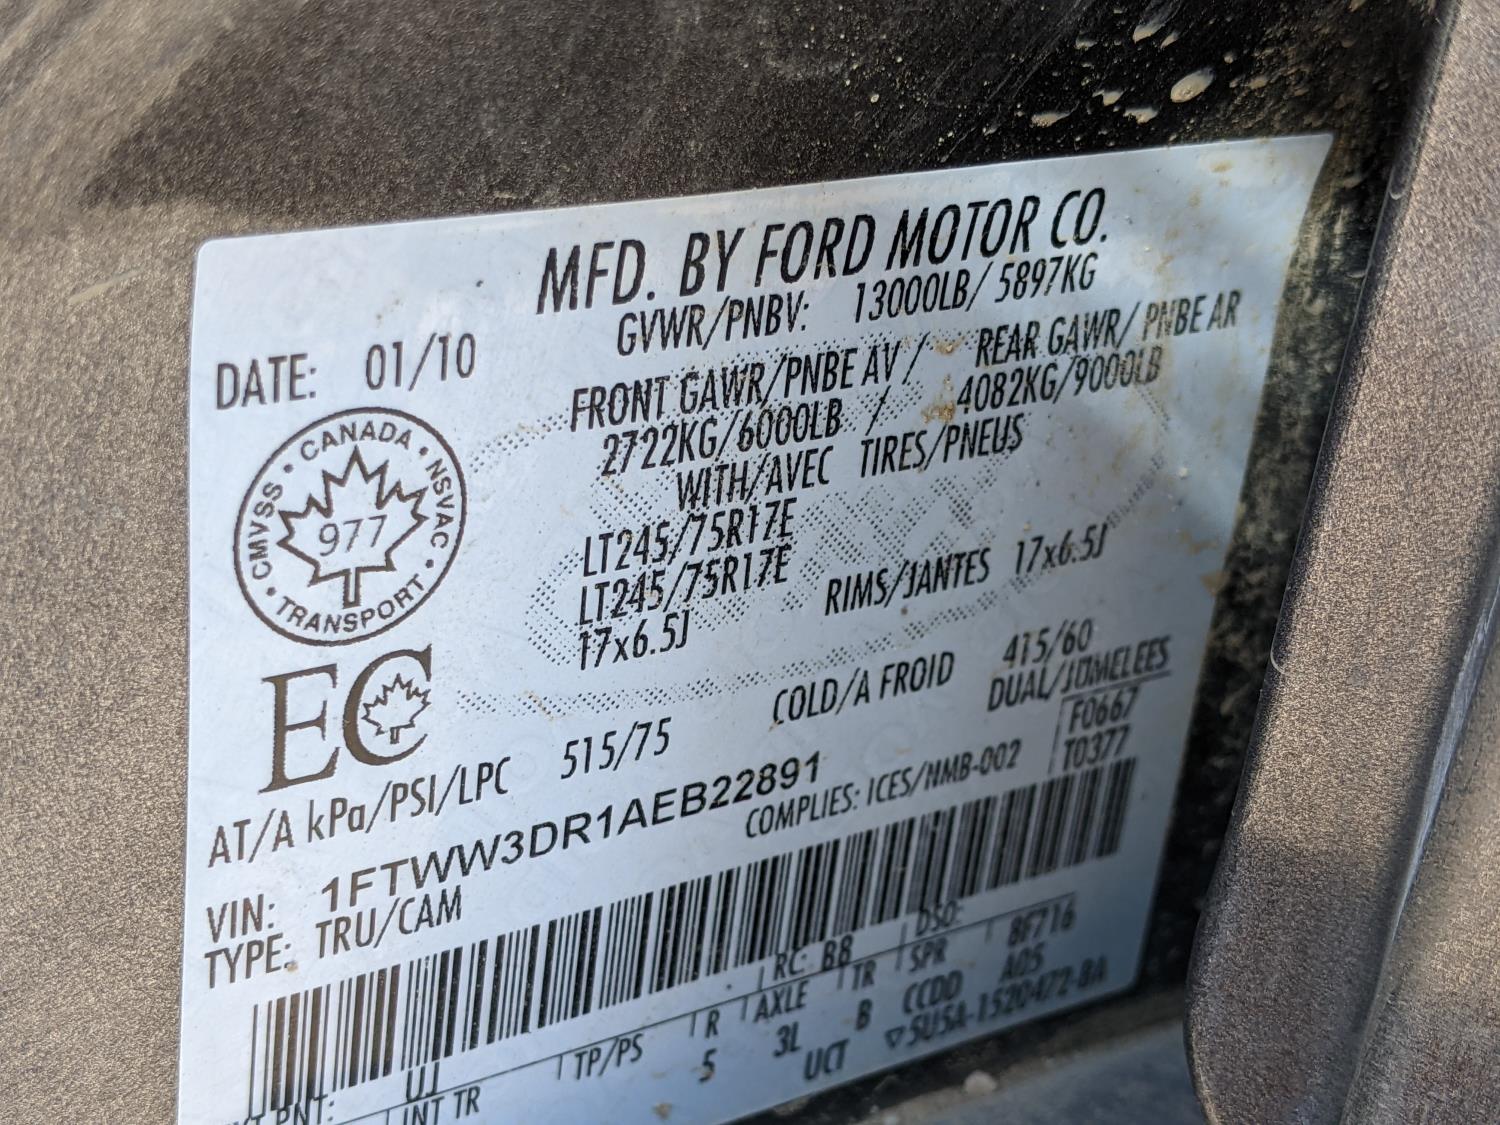 MFD. BY FORD MOTOR CO.
DATE: 01/10
GVWR/PNBV: 13000LB/ 5897KG
FRONT GAWR/PNBE AV / REAR GAWR/ PNBE AR
2722KG/6000LB / 4082KG/9000LB
WITH/AVEC TIRES/PNEUS
LT245/75R17E
LT245/75R17E
17x6.5J RIMS/JANTES 17x6.5J
CANADA · NSVAC · TRANSPORT · CMVSS ·
977
EC
AT/A kPa/PSI/LPC 515/75 COLD/A FROID 415/60
DUAL/JUMELEES
VIN: 1FTWW3DR1AEB22891
F0667
T0377
TYPE: TRU/CAM COMPLIES: ICES/NMB-002
UJ RC: B8 DSO: 8F716
PNT:
INT TR TP/PS R AXLE TR SPR
5 3L B CCDD A05
UCT ▽5U5A-1520472-BA